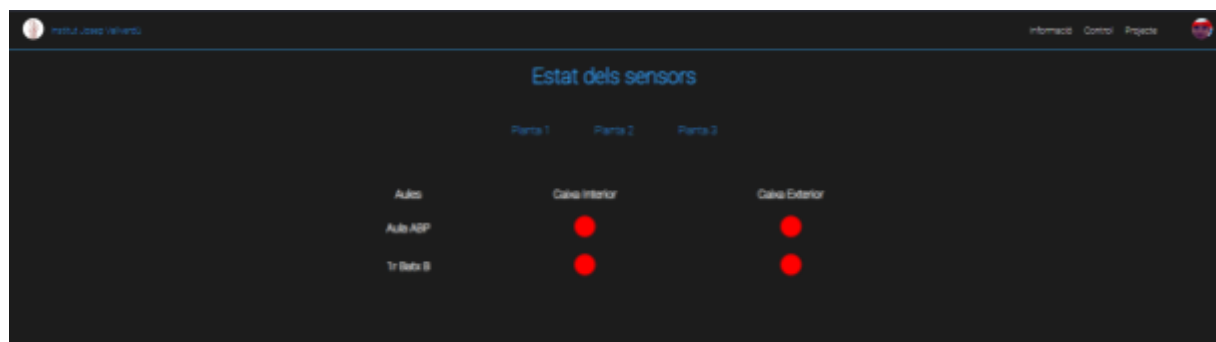 Institut Josep Vallverdú Informació Control Projecte
Estat dels sensors
Planta 1 Planta 2 Planta 3
Aules Caixa Interior Caixa Exterior
Aula ABP
1r Batx B